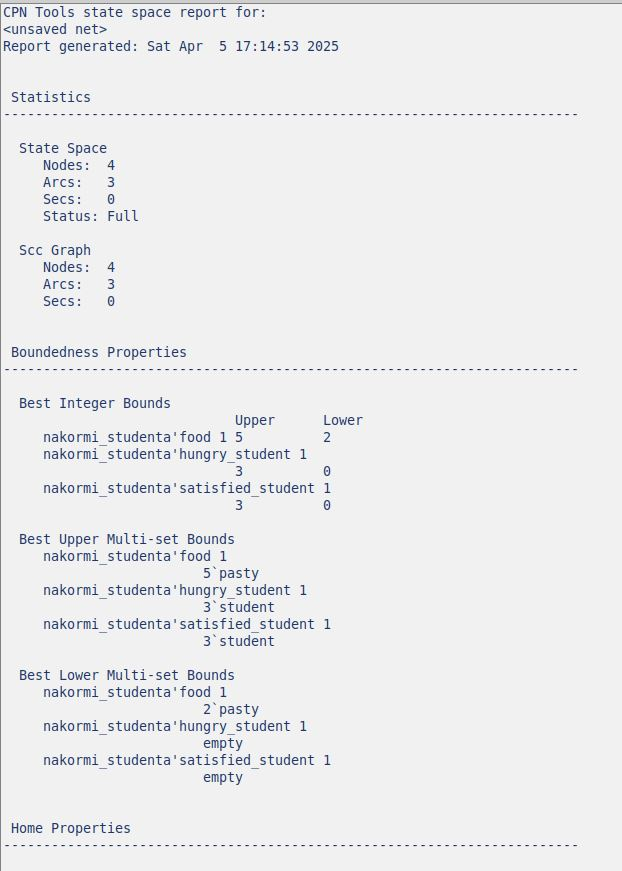 CPN Tools state space report for:
<unsaved net>
Report generated: Sat Apr  5 17:14:53 2025
Statistics
------------------------------------------------------------------------
State Space
Nodes:  4
Arcs:   3
Secs:   0
Status: Full
Scc Graph
Nodes:  4
Arcs:   3
Secs:   0
Boundedness Properties
------------------------------------------------------------------------
Best Integer Bounds
Upper      Lower
nakormi_studenta'food 1 5          2
nakormi_studenta'hungry_student 1
3          0
nakormi_studenta'satisfied_student 1
3          0
Best Upper Multi-set Bounds
nakormi_studenta'food 1
5`pasty
nakormi_studenta'hungry_student 1
3`student
nakormi_studenta'satisfied_student 1
3`student
Best Lower Multi-set Bounds
nakormi_studenta'food 1
2`pasty
nakormi_studenta'hungry_student 1
empty
nakormi_studenta'satisfied_student 1
empty
Home Properties
------------------------------------------------------------------------